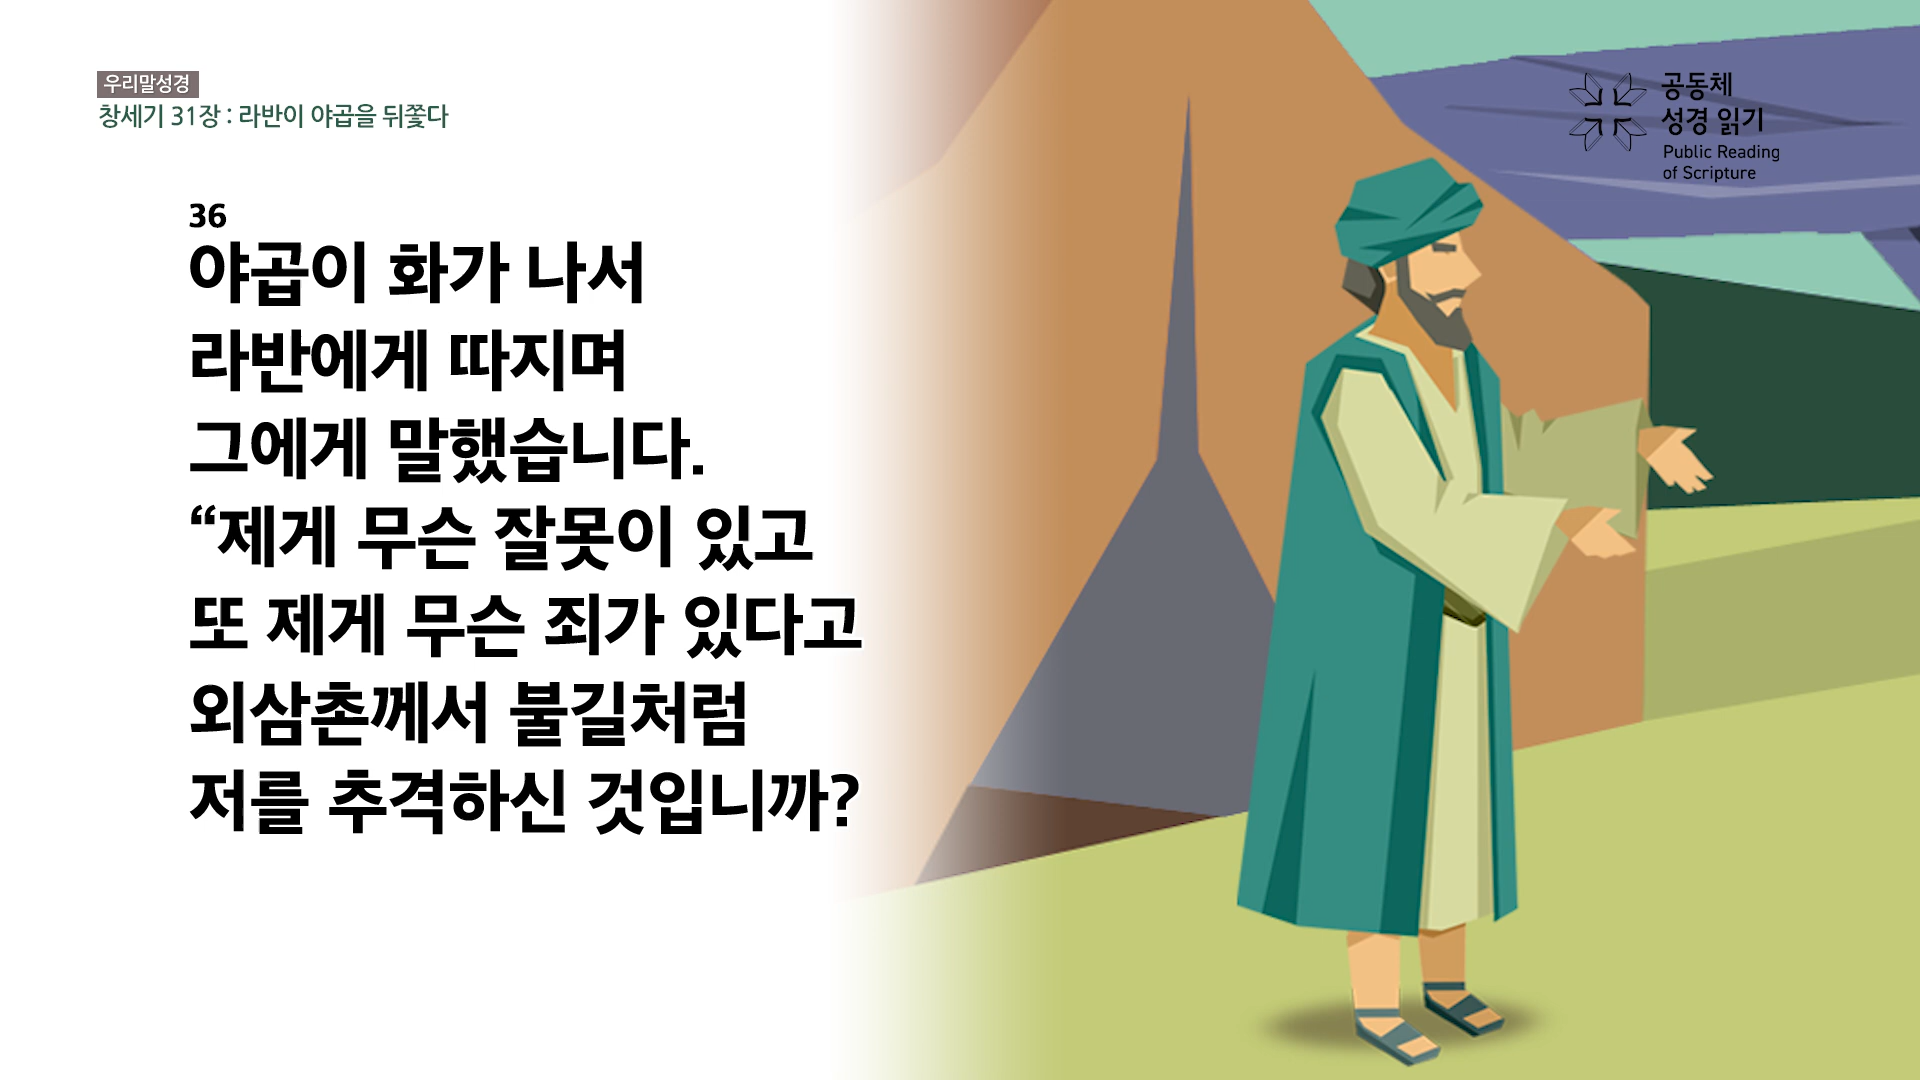 우리말성경
창세기 31장 : 라반이 야곱을 뒤쫓다
공동체
성경 읽기
Public Reading
of Scripture
36
야곱이 화가 나서
라반에게 따지며
그에게 말했습니다.
“제게 무슨 잘못이 있고
또 제게 무슨 죄가 있다고
외삼촌께서 불길처럼
저를 추격하신 것입니까?